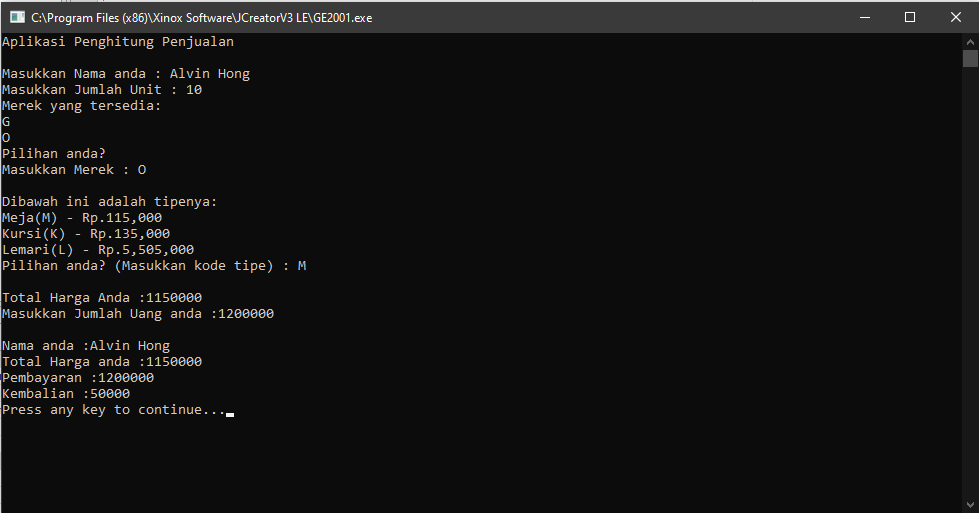 C:\Program Files (x86)\Xinox Software\JCreatorV3 LE\GE2001.exe
Aplikasi Penghitung Penjualan
Masukkan Nama anda : Alvin Hong
Masukkan Jumlah Unit : 10
Merek yang tersedia:
G
O
Pilihan anda?
Masukkan Merek : O
Dibawah ini adalah tipenya:
Meja(M) - Rp.115,000
Kursi(K) - Rp.135,000
Lemari(L) - Rp.5,505,000
Pilihan anda? (Masukkan kode tipe) : M
Total Harga Anda :1150000
Masukkan Jumlah Uang anda :1200000
Nama anda :Alvin Hong
Total Harga anda :1150000
Pembayaran :1200000
Kembalian :50000
Press any key to continue...